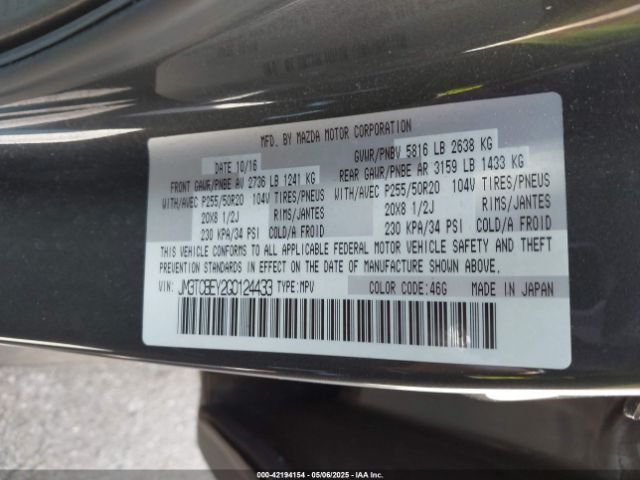 MFD. BY MAZDA MOTOR CORPORATION
DATE 10/16 GVWR/PNBV 5816 LB 2638 KG
FRONT GAWR/PNBE AV 2736 LB 1241 KG REAR GAWR/PNBE AR 3159 LB 1433 KG
WITH/AVEC P255/50R20 104V TIRES/PNEUS WITH/AVEC P255/50R20 104V TIRES/PNEUS
20X8 1/2J RIMS/JANTES 20X8 1/2J RIMS/JANTES
230 KPA/34 PSI COLD/A FROID 230 KPA/34 PSI COLD/A FROID
THIS VEHICLE CONFORMS TO ALL APPLICABLE FEDERAL MOTOR VEHICLE SAFETY AND THEFT
PREVENTION STANDARDS IN EFFECT ON THE DATE OF MANUFACTURE SHOWN ABOVE.
VIN: JM3TCBEY2G0124433 TYPE:MPV COLOR CODE:46G MADE IN JAPAN
000-42194154 - 05/06/2025 - IAA Inc.